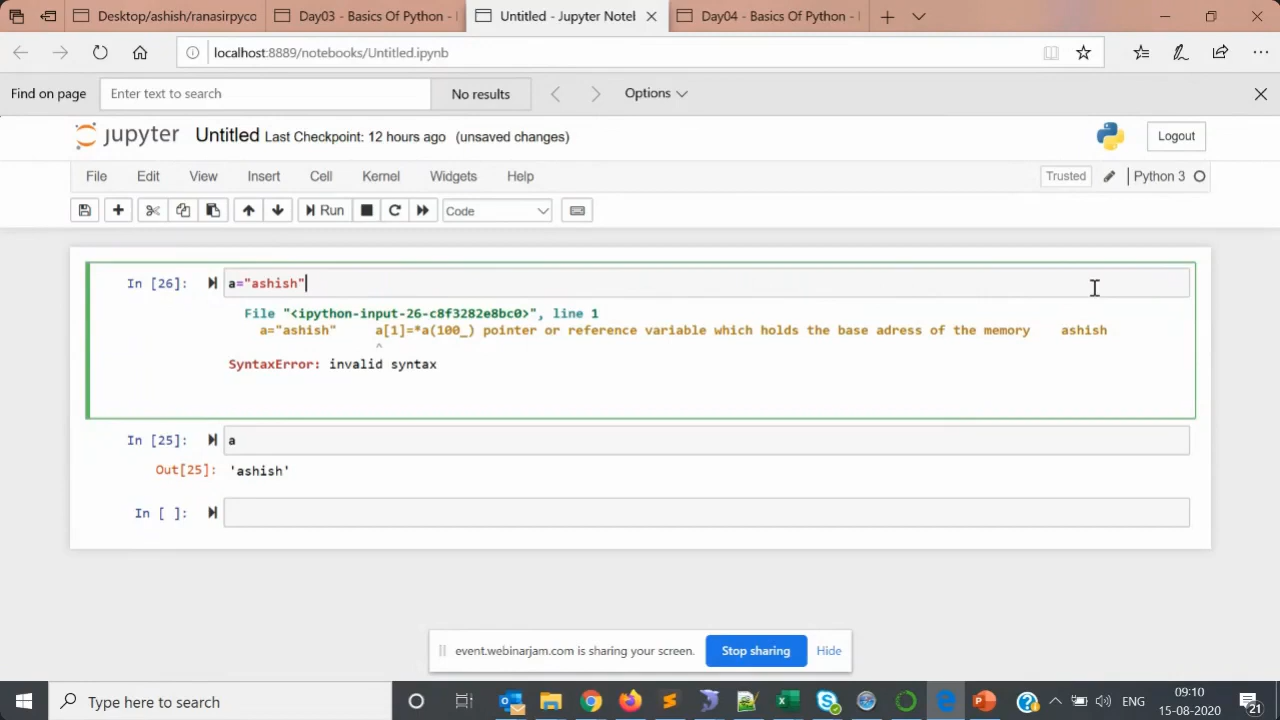 Desktop/ashish/ranasirpyco
Day03 - Basics Of Python -
Untitled - Jupyter Notel
Day04 - Basics Of Python -
localhost:8889/notebooks/Untitled.ipynb
Find on page
Enter text to search
No results
Options
jupyter
Untitled
Last Checkpoint: 12 hours ago
(unsaved changes)
Logout
File
Edit
View
Insert
Cell
Kernel
Widgets
Help
Trusted
Python 3
Run
Code
In [26]:
a="ashish"
File "<ipython-input-26-c8f3282e8bc0>", line 1
a="ashish" a[1]=*a(100_) pointer or reference variable which holds the base adress of the memory ashish
^
SyntaxError: invalid syntax
In [25]:
a
Out[25]:
'ashish'
In [ ]:
event.webinarjam.com is sharing your screen.
Stop sharing
Hide
Type here to search
ENG
09:10
15-08-2020
21